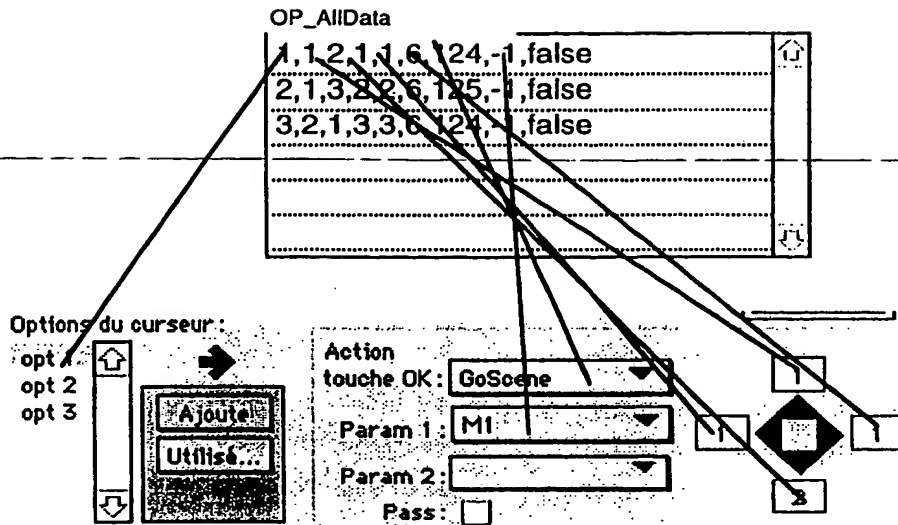 OP_AllData
1,1,2,1,1,6,124,-1,false
2,1,3,2,2,6,125,-1,false
3,2,1,3,3,6,124,-1,false
Options du curseur :
opt 1
opt 2
opt 3
Ajoute
Utilisé...
Action
touche OK : GoScene
Param 1 : M1
Param 2 :
Pass :
1
1
1